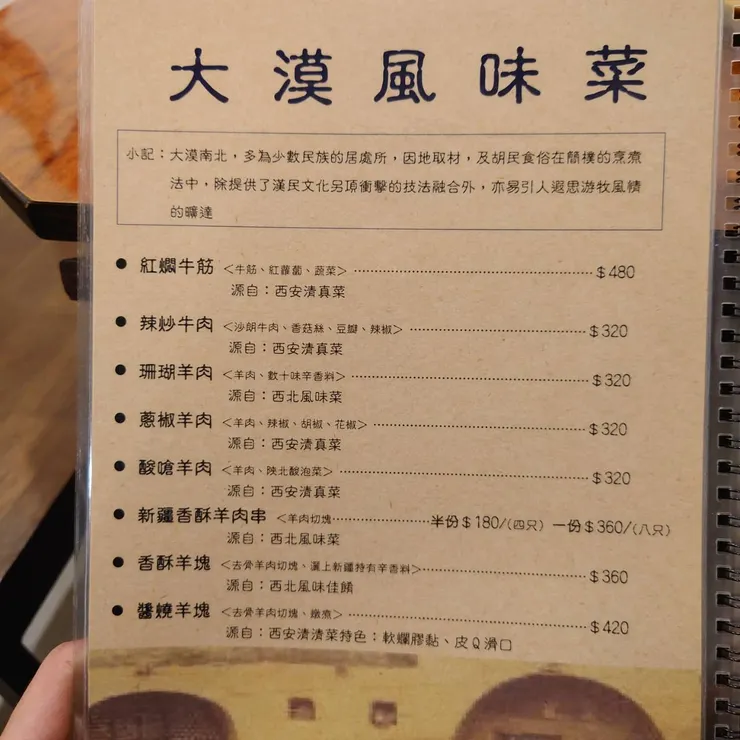 大漠風味菜
小記：大漠南北，多為少數民族的居處所，因地取材，及胡民食俗在簡樸的烹煮
法中，除提供了漢民文化另項衝擊的技法融合外，亦易引人遐思游牧風情
的曠達
● 紅燜牛筋 ＜牛筋、紅蘿蔔、蔬菜＞ ⋯⋯ $480
源自：西安清真菜
● 辣炒牛肉 ＜沙朗牛肉、香菇絲、豆瓣、辣椒＞ ⋯⋯ $320
源自：西安清真菜
● 珊瑚羊肉 ＜羊肉、數十味辛香料＞ ⋯⋯ $320
源自：西北風味菜
● 蔥椒羊肉 ＜羊肉、辣椒、胡椒、花椒＞ ⋯⋯ $320
源自：西安清真菜
● 酸嗆羊肉 ＜羊肉、陝北酸泡菜＞ ⋯⋯ $320
源自：西安清真菜
● 新疆香酥羊肉串 ＜羊肉切塊⋯⋯半份$180/(四只) 一份$360/(八只)
源自：西北風味菜
● 香酥羊塊 ＜去骨羊肉切塊、灑上新疆特有辛香料＞⋯⋯ $360
源自：西北風味佳餚
● 醬燒羊塊 ＜去骨羊肉切塊、燉煮＞ ⋯⋯ $420
源自：西安清清菜特色：軟爛膠黏、皮Q滑口